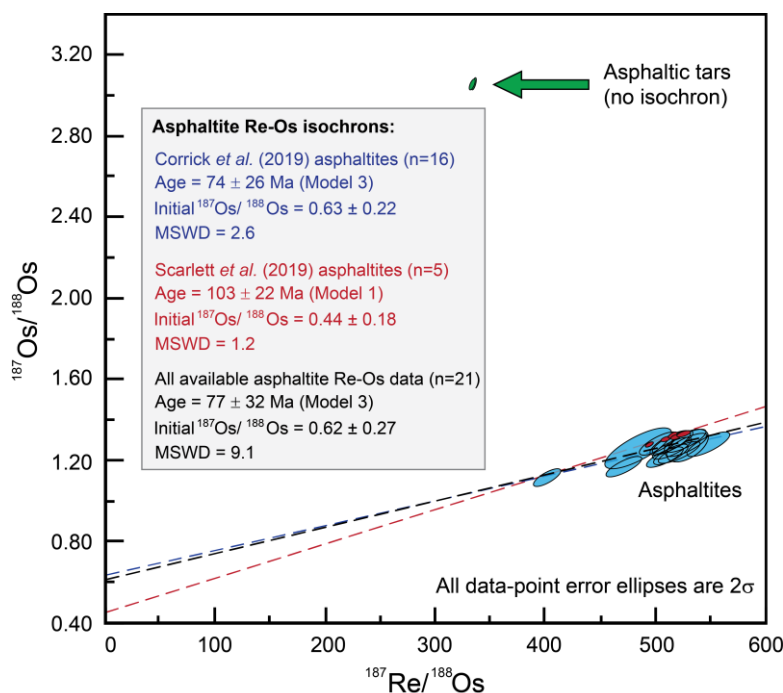 3.40
3.00
2.60
2.40
2.00
1.60
1.20
0.80
0.40
187Os/188Os
Asphaltic tars
(no isochron)
Asphaltite Re-Os isochrons:
Corrick et al. (2019) asphaltites (n=16)
Age = 74 ± 26 Ma (Model 3)
Initial 187Os/ 188Os = 0.63 ± 0.22
MSWD = 2.6
Scarlett et al. (2019) asphaltites (n=5)
Age = 103 ± 22 Ma (Model 1)
Initial 187Os/ 188Os = 0.44 ± 0.18
MSWD = 1.2
All available asphaltite Re-Os data (n=21)
Age = 77 ± 32 Ma (Model 3)
Initial 187Os/ 188Os = 0.62 ± 0.27
MSWD = 9.1
Asphaltites
All data-point error ellipses are 2σ
0 100 200 300 400 500 600
187Re/188Os